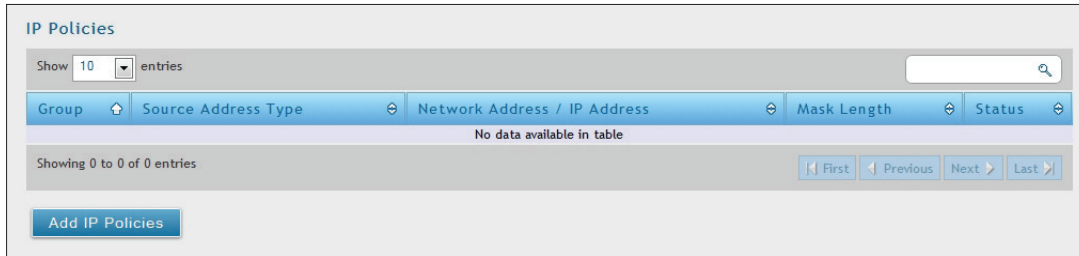 IP Policies
Show 10 entries
Group Source Address Type Network Address / IP Address Mask Length Status
No data available in table
Showing 0 to 0 of 0 entries
First Previous Next Last
Add IP Policies